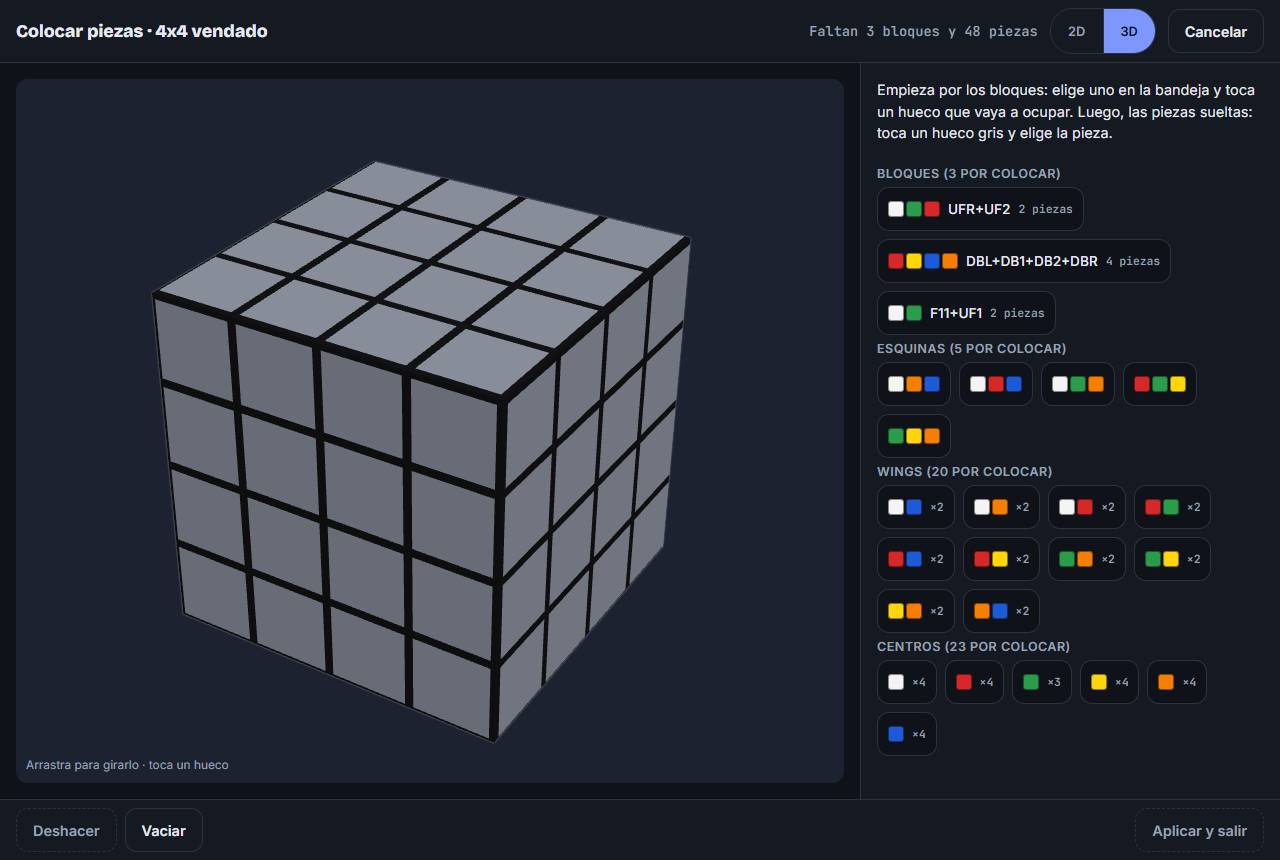 Colocar piezas · 4x4 vendado
Faltan 3 bloques y 48 piezas
2D
3D
Cancelar
Empieza por los bloques: elige uno en la bandeja y toca
un hueco que vaya a ocupar. Luego, las piezas sueltas:
toca un hueco gris y elige la pieza.
BLOQUES (3 POR COLOCAR)
UFR+UF2 2 piezas
DBL+DB1+DB2+DBR 4 piezas
F11+UF1 2 piezas
ESQUINAS (5 POR COLOCAR)
WINGS (20 POR COLOCAR)
×2 ×2 ×2 ×2
×2 ×2 ×2 ×2
×2 ×2
CENTROS (23 POR COLOCAR)
×4 ×4 ×3 ×4 ×4
×4
Arrastra para girarlo · toca un hueco
Deshacer
Vaciar
Aplicar y salir